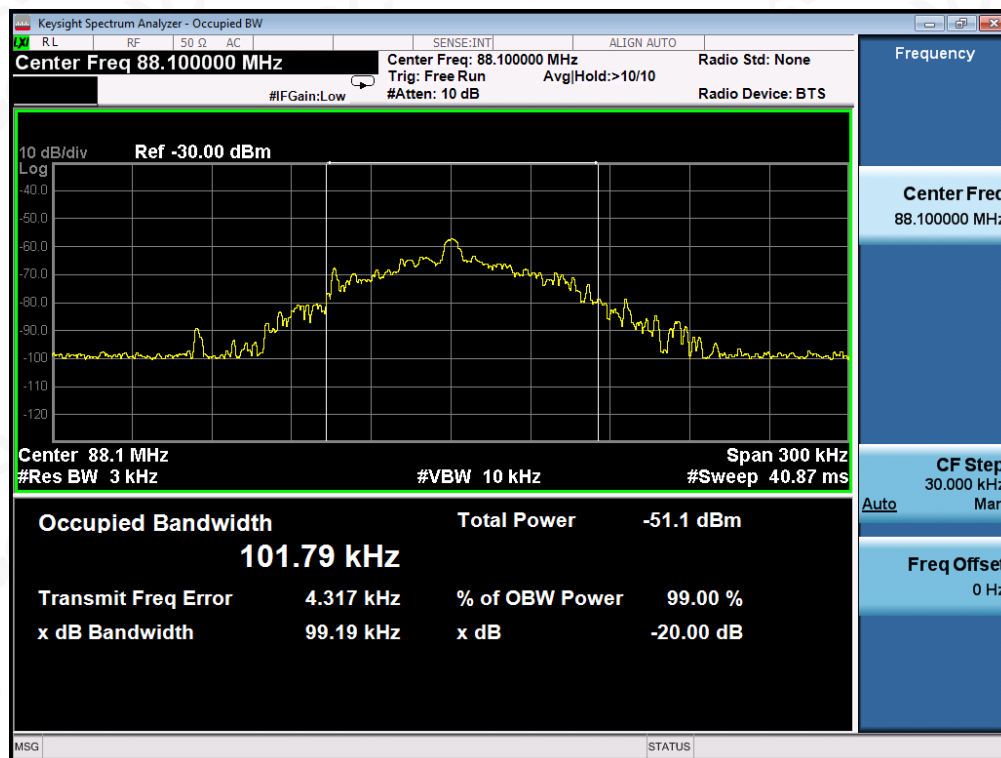 Keysight Spectrum Analyzer - Occupied BW
LXI RL RF 50 Ω AC SENSE:INT ALIGN AUTO
Center Freq 88.100000 MHz
Center Freq: 88.100000 MHz Radio Std: None
Trig: Free Run Avg|Hold:>10/10
#IFGain:Low #Atten: 10 dB Radio Device: BTS
10 dB/div Ref -30.00 dBm
Log
-40.0
-50.0
-60.0
-70.0
-80.0
-90.0
-100
-110
-120
Center 88.1 MHz Span 300 kHz
#Res BW 3 kHz #VBW 10 kHz #Sweep 40.87 ms
Occupied Bandwidth Total Power -51.1 dBm
101.79 kHz
Transmit Freq Error 4.317 kHz % of OBW Power 99.00 %
x dB Bandwidth 99.19 kHz x dB -20.00 dB
MSG STATUS
Frequency
Center Freq
88.100000 MHz
CF Step
30.000 kHz
Auto Man
Freq Offset
0 Hz